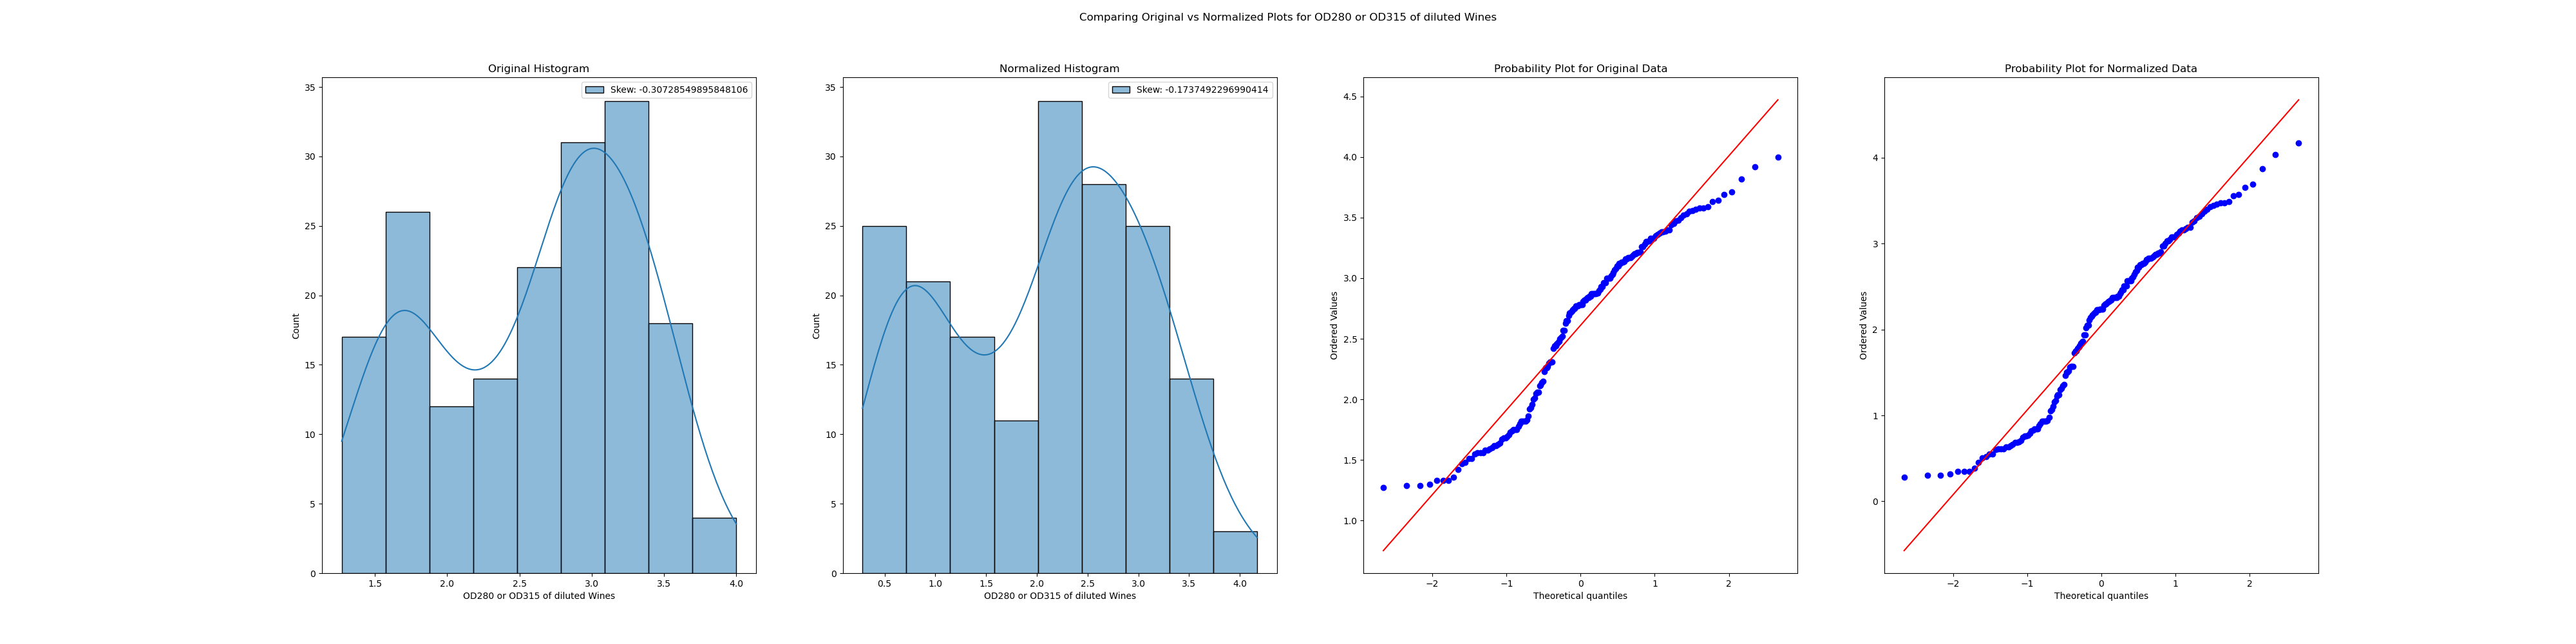 Comparing Original vs Normalized Plots for OD280 or OD315 of diluted Wines
Original Histogram
Skew: -0.30728549895848106
35
30
25
20
15
10
5
0
Count
1.5 2.0 2.5 3.0 3.5 4.0
OD280 or OD315 of diluted Wines
Normalized Histogram
Skew: -0.1737492296990414
35
30
25
20
15
10
5
0
Count
0.5 1.0 1.5 2.0 2.5 3.0 3.5 4.0
OD280 or OD315 of diluted Wines
Probability Plot for Original Data
4.5
4.0
3.5
3.0
2.5
2.0
1.5
1.0
Ordered Values
−2 −1 0 1 2
Theoretical quantiles
Probability Plot for Normalized Data
4
3
2
1
0
Ordered Values
−2 −1 0 1 2
Theoretical quantiles